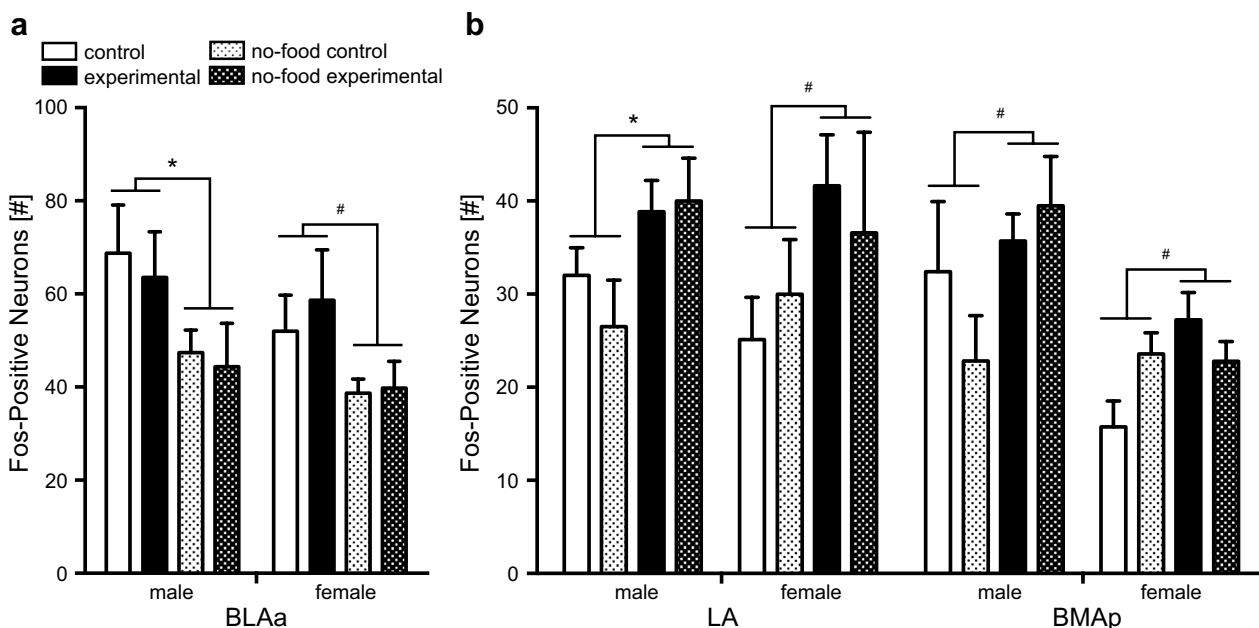 a
control
experimental
no-food control
no-food experimental
Fos-Positive Neurons [#]
100
80
60
40
20
0
*
#
male
female
BLAa
b
Fos-Positive Neurons [#]
50
40
30
20
10
0
*
#
#
#
male
female
male
female
LA
BMAp